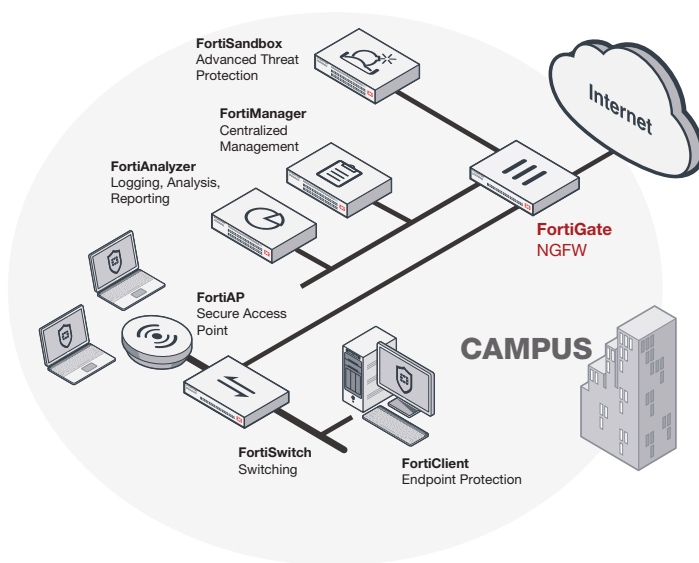 FortiSandbox
Advanced Threat
Protection
Internet
FortiManager
Centralized
Management
FortiAnalyzer
Logging, Analysis,
Reporting
FortiGate
NGFW
FortiAP
Secure Access
Point
CAMPUS
FortiSwitch
Switching
FortiClient
Endpoint Protection